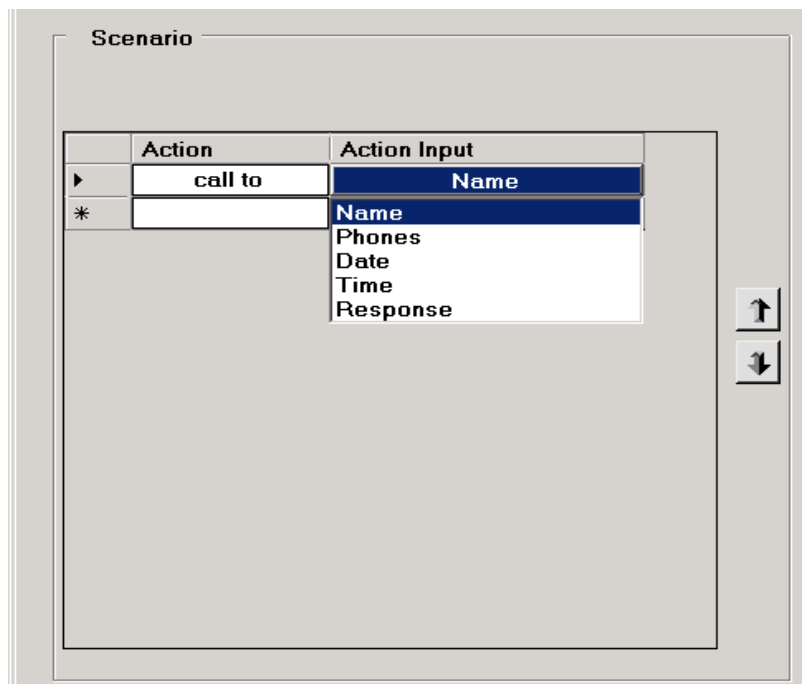 Scenario
Action Action Input
call to Name
* Name
Phones
Date
Time
Response